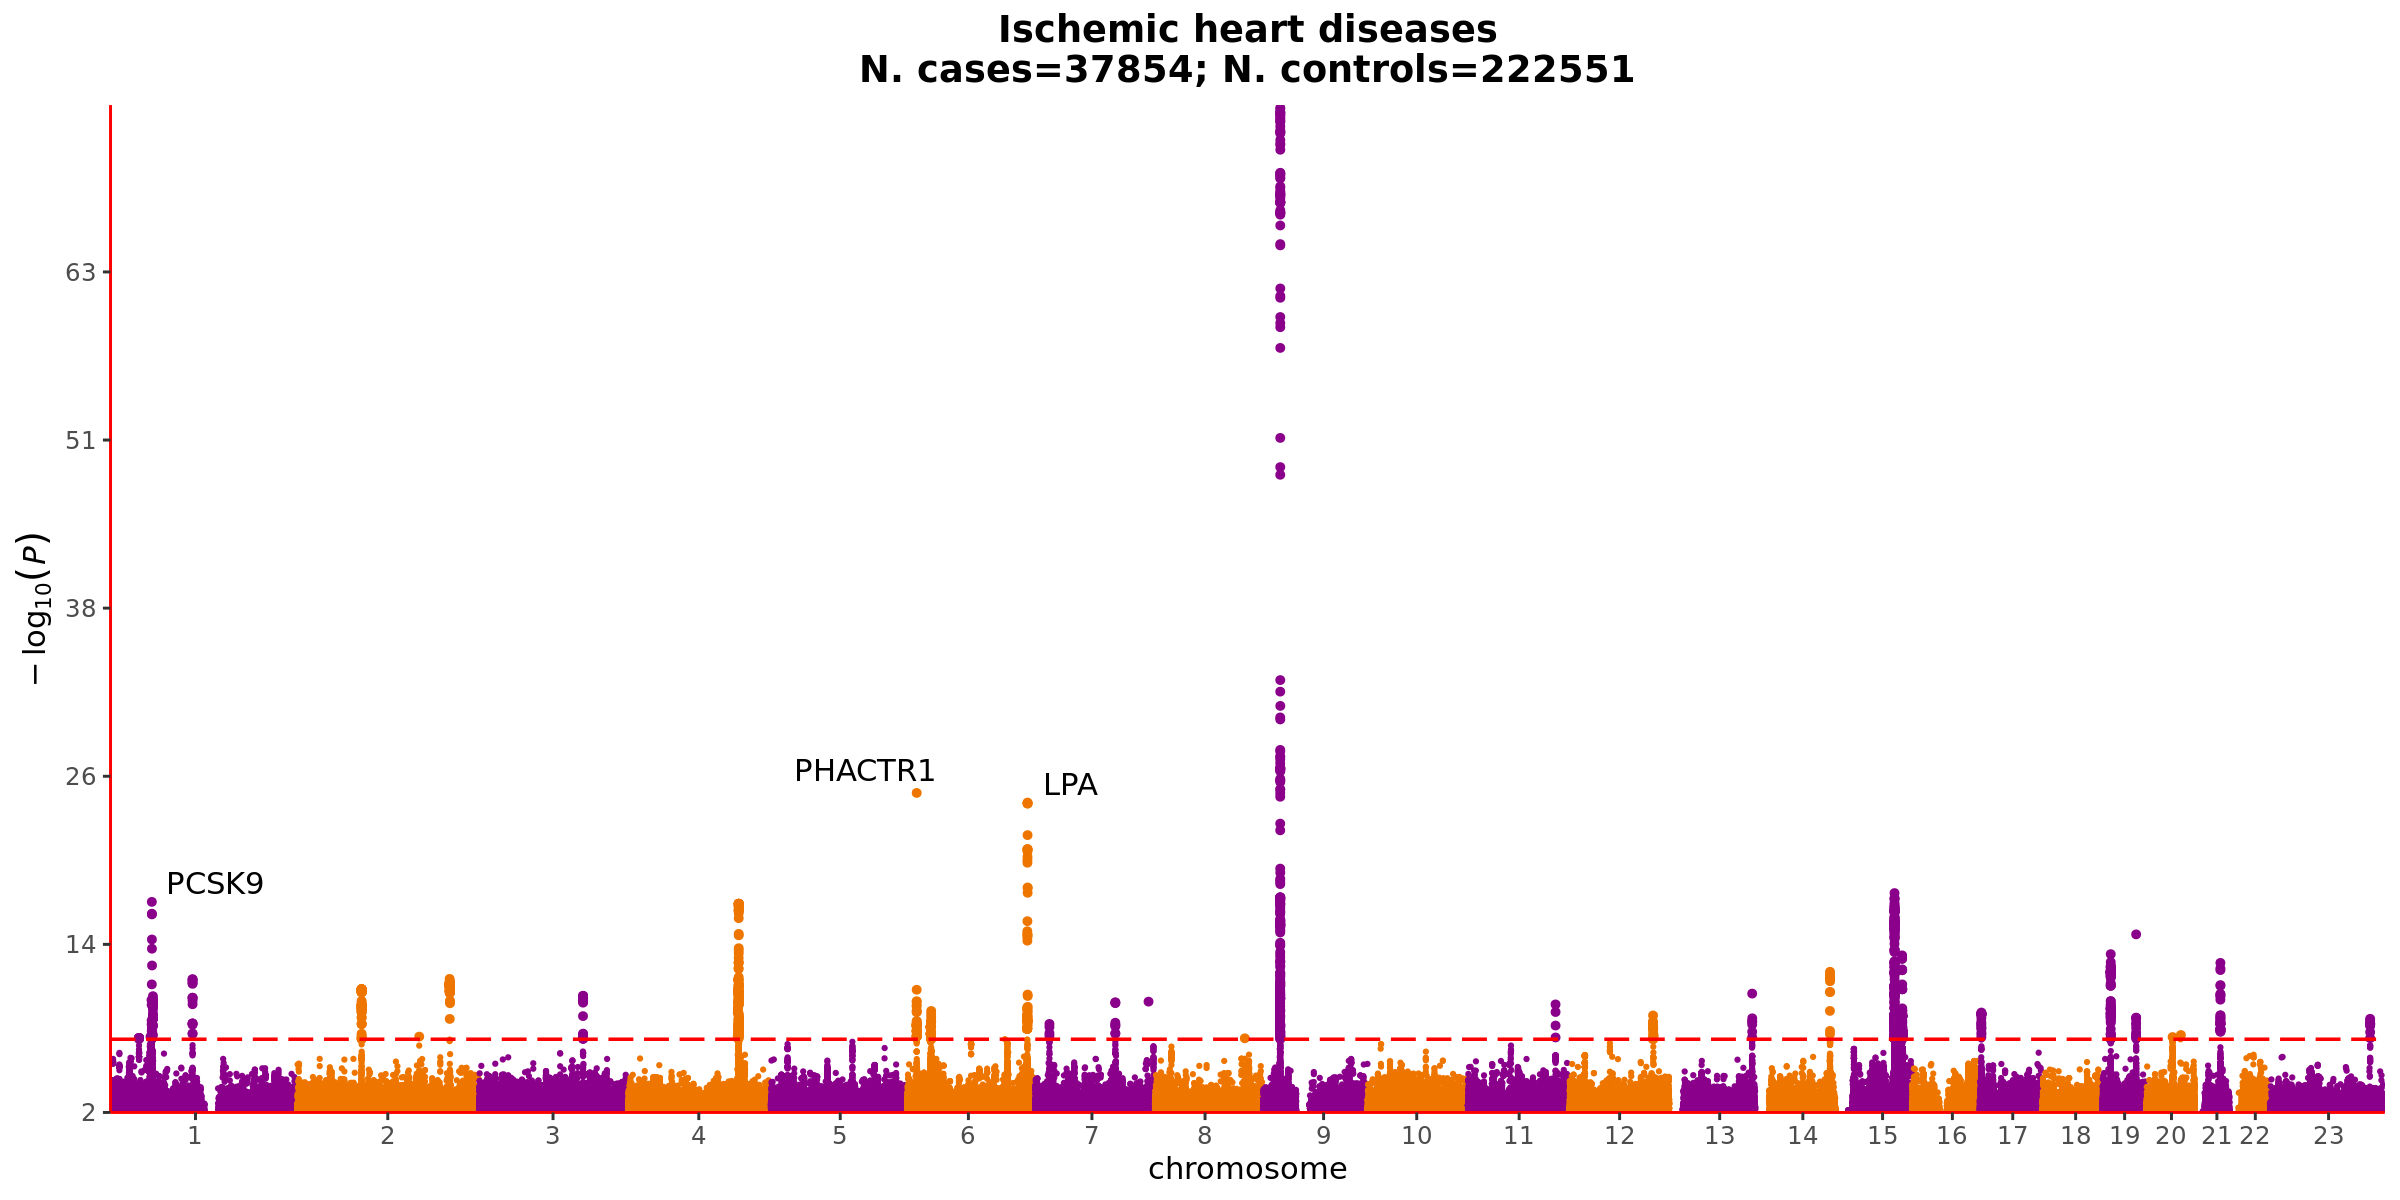 Ischemic heart diseases
N. cases=37854; N. controls=222551
63
51
38
26
14
2
−log₁₀(P)
PHACTR1
LPA
PCSK9
1 2 3 4 5 6 7 8 9 10 11 12 13 14 15 16 17 18 19 20 21 22 23
chromosome